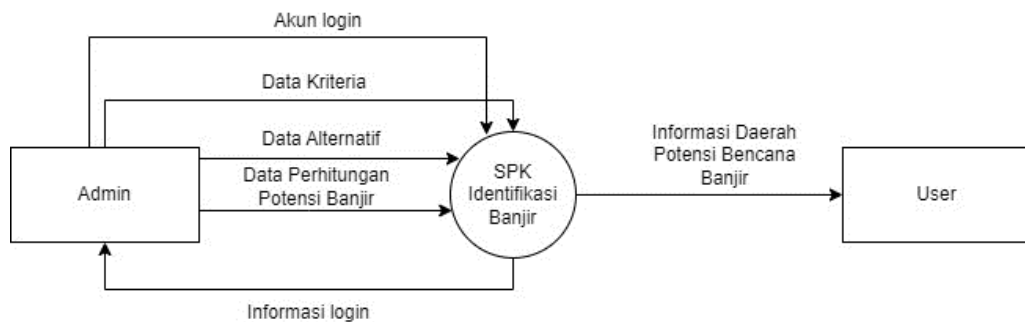 Akun login
Data Kriteria
Data Alternatif
Data Perhitungan
Potensi Banjir
Admin
SPK
Identifikasi
Banjir
Informasi Daerah
Potensi Bencana
Banjir
User
Informasi login